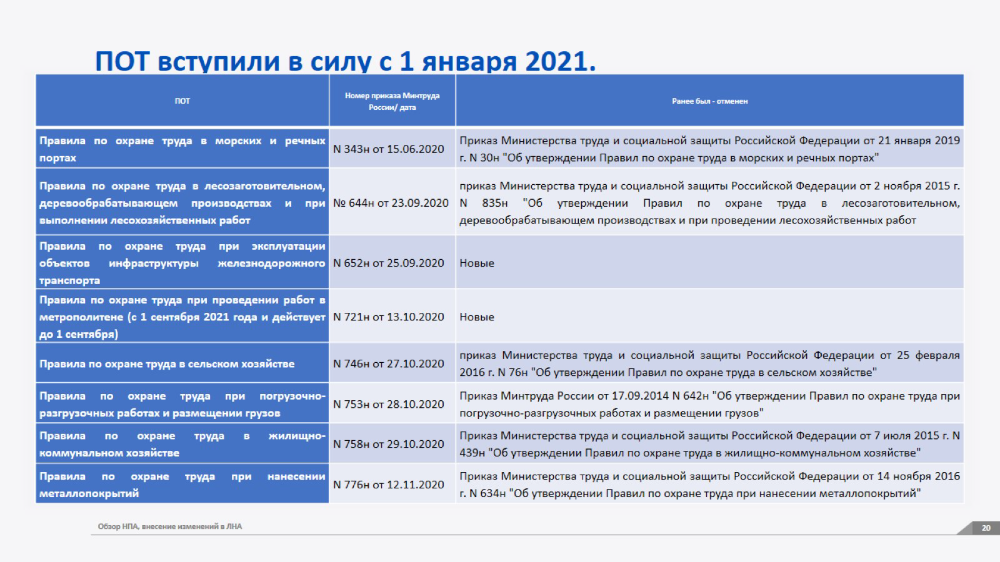 ПОТ вступили в силу с 1 января 2021.
ПОТ
Номер приказа Минтруда
России/ дата
Ранее был - отменен
Правила по охране труда в морских и речных
портах
N 343н от 15.06.2020
Приказ Министерства труда и социальной защиты Российской Федерации от 21 января 2019
г. N 30н "Об утверждении Правил по охране труда в морских и речных портах"
Правила по охране труда в лесозаготовительном,
деревообрабатывающем производствах и при
выполнении лесохозяйственных работ
№ 644н от 23.09.2020
приказ Министерства труда и социальной защиты Российской Федерации от 2 ноября 2015 г.
N 835н "Об утверждении Правил по охране труда в лесозаготовительном,
деревообрабатывающем производствах и при проведении лесохозяйственных работ
Правила по охране труда при эксплуатации
объектов инфраструктуры железнодорожного
транспорта
N 652н от 25.09.2020
Новые
Правила по охране труда при проведении работ в
метрополитене (с 1 сентября 2021 года и действует
до 1 сентября)
N 721н от 13.10.2020
Новые
Правила по охране труда в сельском хозяйстве
N 746н от 27.10.2020
приказ Министерства труда и социальной защиты Российской Федерации от 25 февраля
2016 г. N 76н "Об утверждении Правил по охране труда в сельском хозяйстве"
Правила по охране труда при погрузочно-
разгрузочных работах и размещении грузов
N 753н от 28.10.2020
Приказ Минтруда России от 17.09.2014 N 642н "Об утверждении Правил по охране труда при
погрузочно-разгрузочных работах и размещении грузов"
Правила по охране труда в жилищно-
коммунальном хозяйстве
N 758н от 29.10.2020
Приказ Министерства труда и социальной защиты Российской Федерации от 7 июля 2015 г. N
439н "Об утверждении Правил по охране труда в жилищно-коммунальном хозяйстве"
Правила по охране труда при нанесении
металлопокрытий
N 776н от 12.11.2020
Приказ Министерства труда и социальной защиты Российской Федерации от 14 ноября 2016
г. N 634н "Об утверждении Правил по охране труда при нанесении металлопокрытий"
Обзор НПА, внесение изменений в ЛНА
20